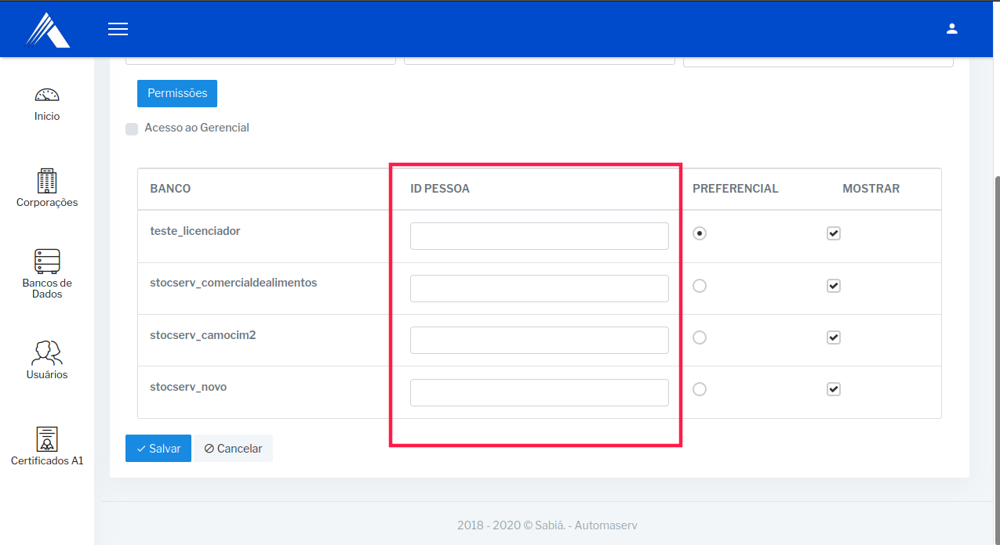 Permissões
Inicio
Acesso ao Gerencial
BANCO ID PESSOA PREFERENCIAL MOSTRAR
Corporações
teste_licenciador
stocserv_comercialdealimentos
Bancos de
Dados
stocserv_camocim2
Usuários
stocserv_novo
Salvar Cancelar
Certificados A1
2018 - 2020 © Sabiá. - Automaserv